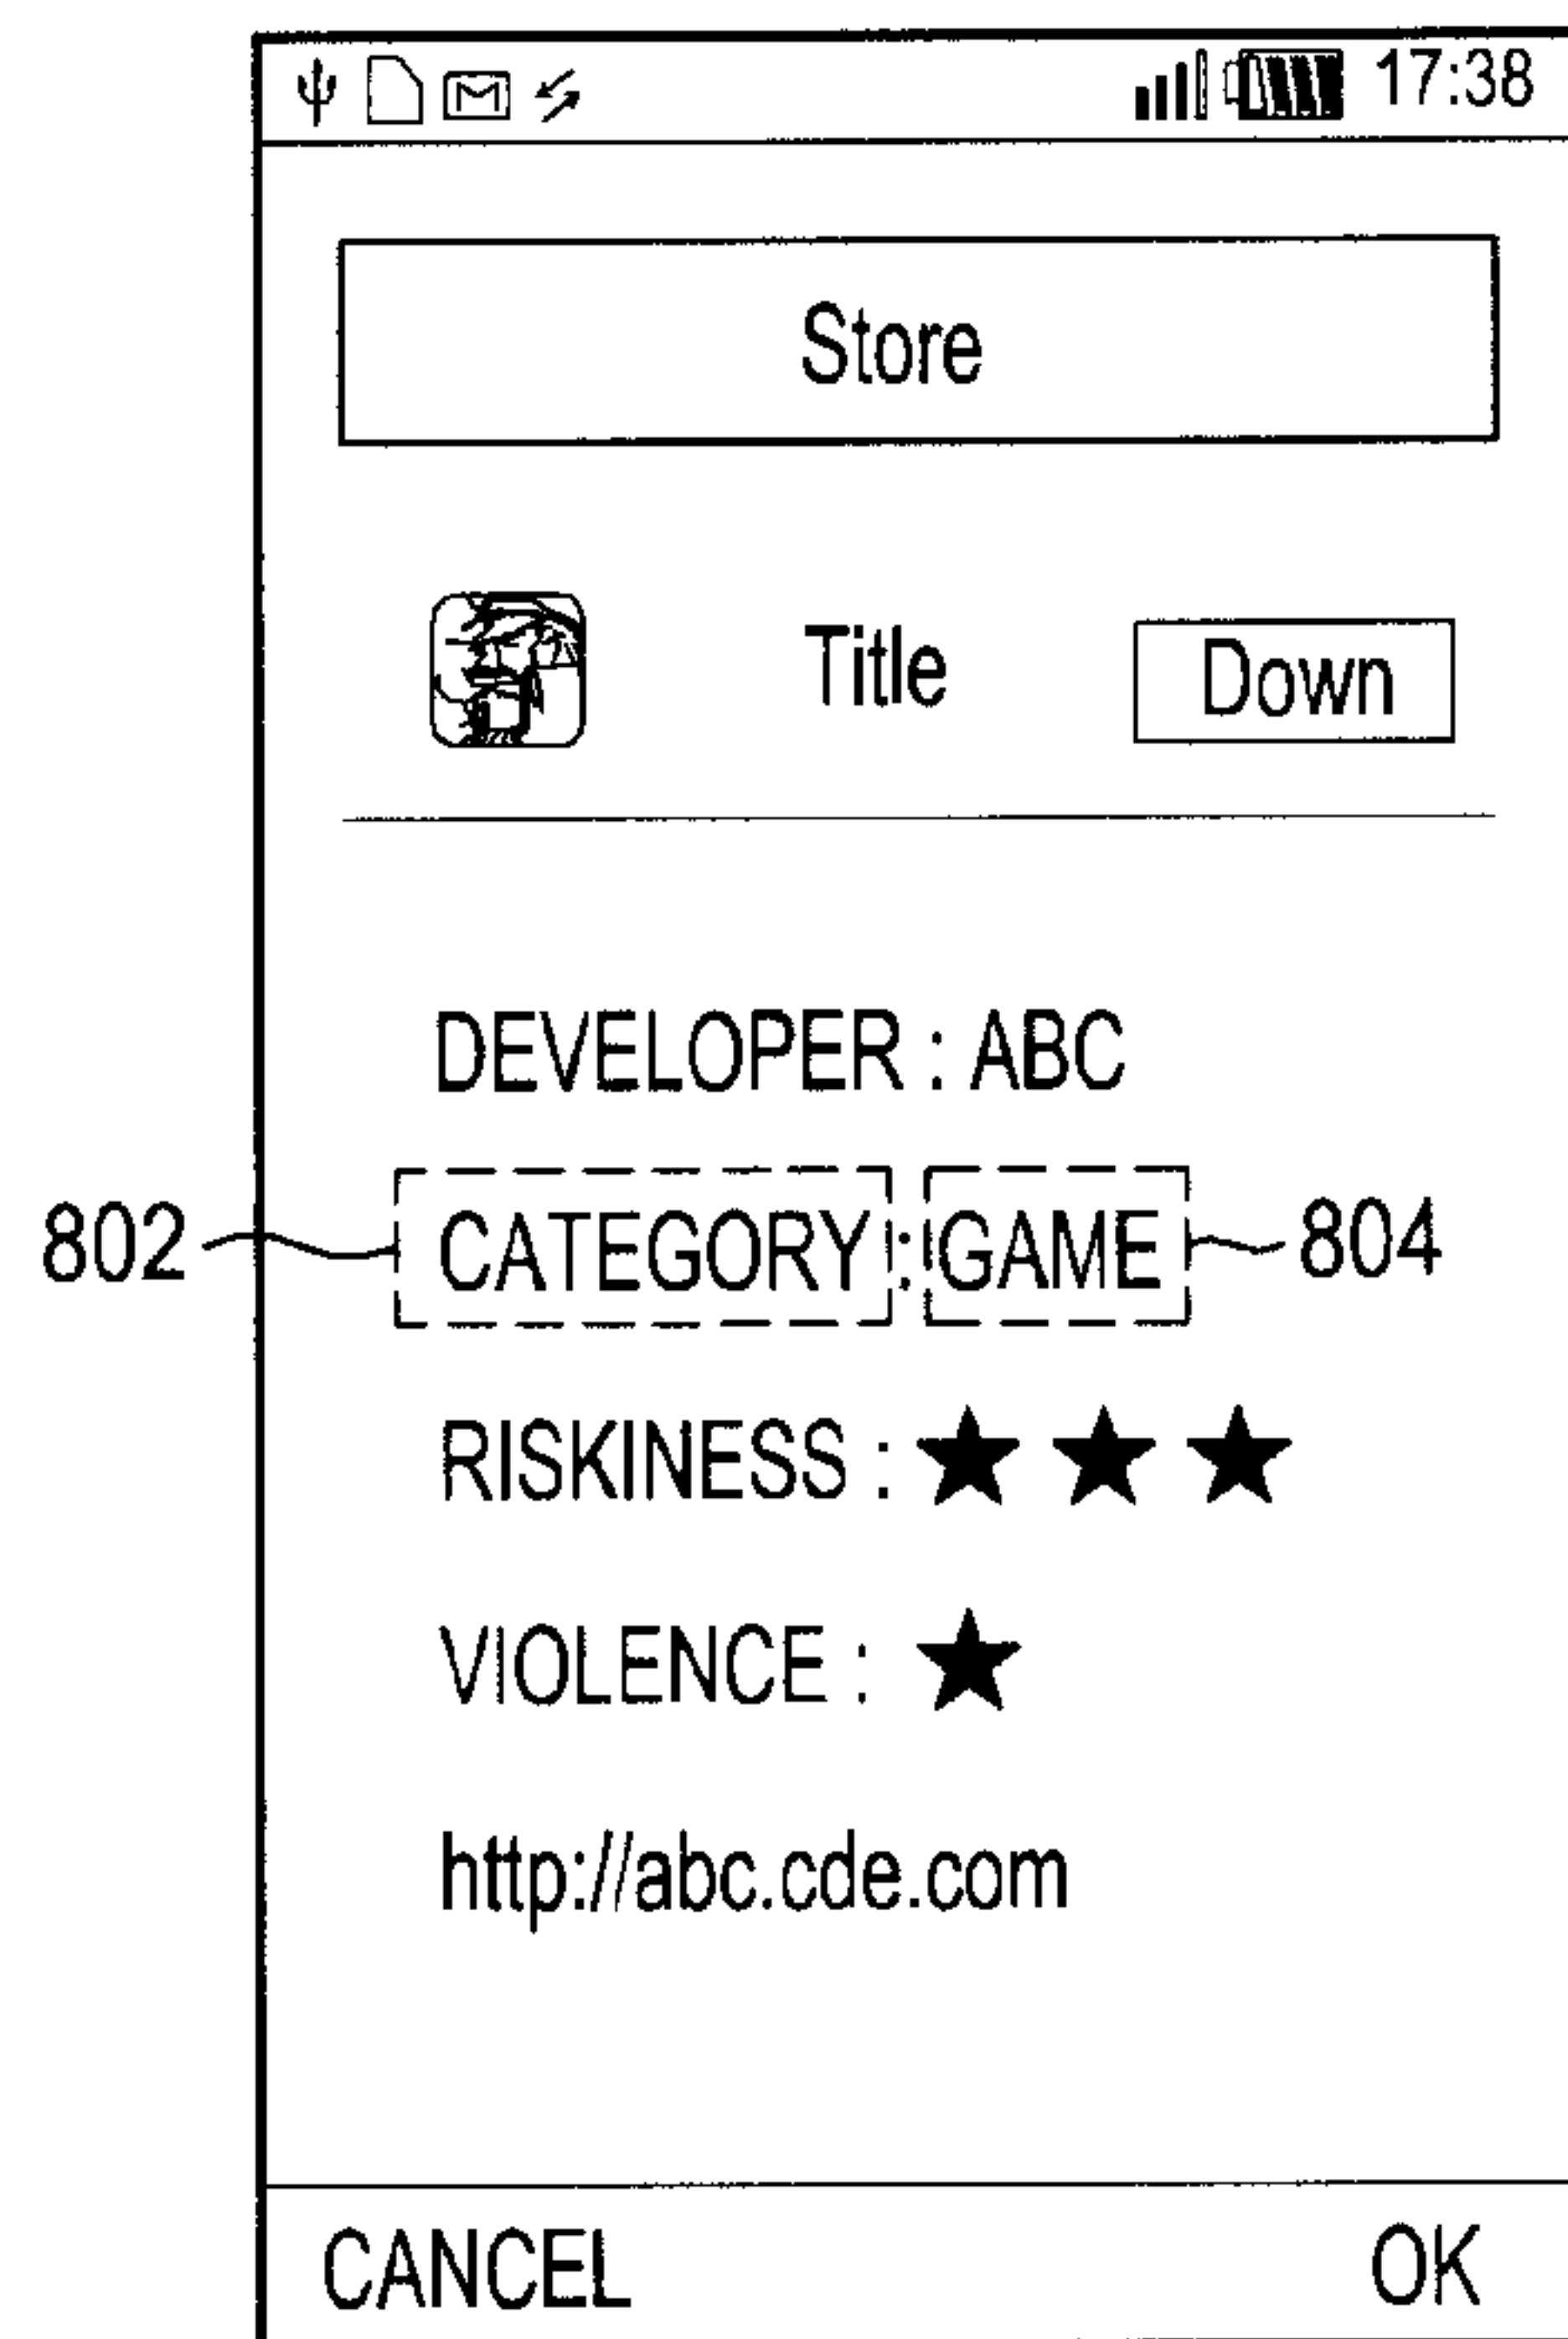 17:38
Store
Title Down
DEVELOPER : ABC
802 CATEGORY : GAME 804
RISKINESS : ★ ★ ★
VIOLENCE : ★
http://abc.cde.com
CANCEL OK